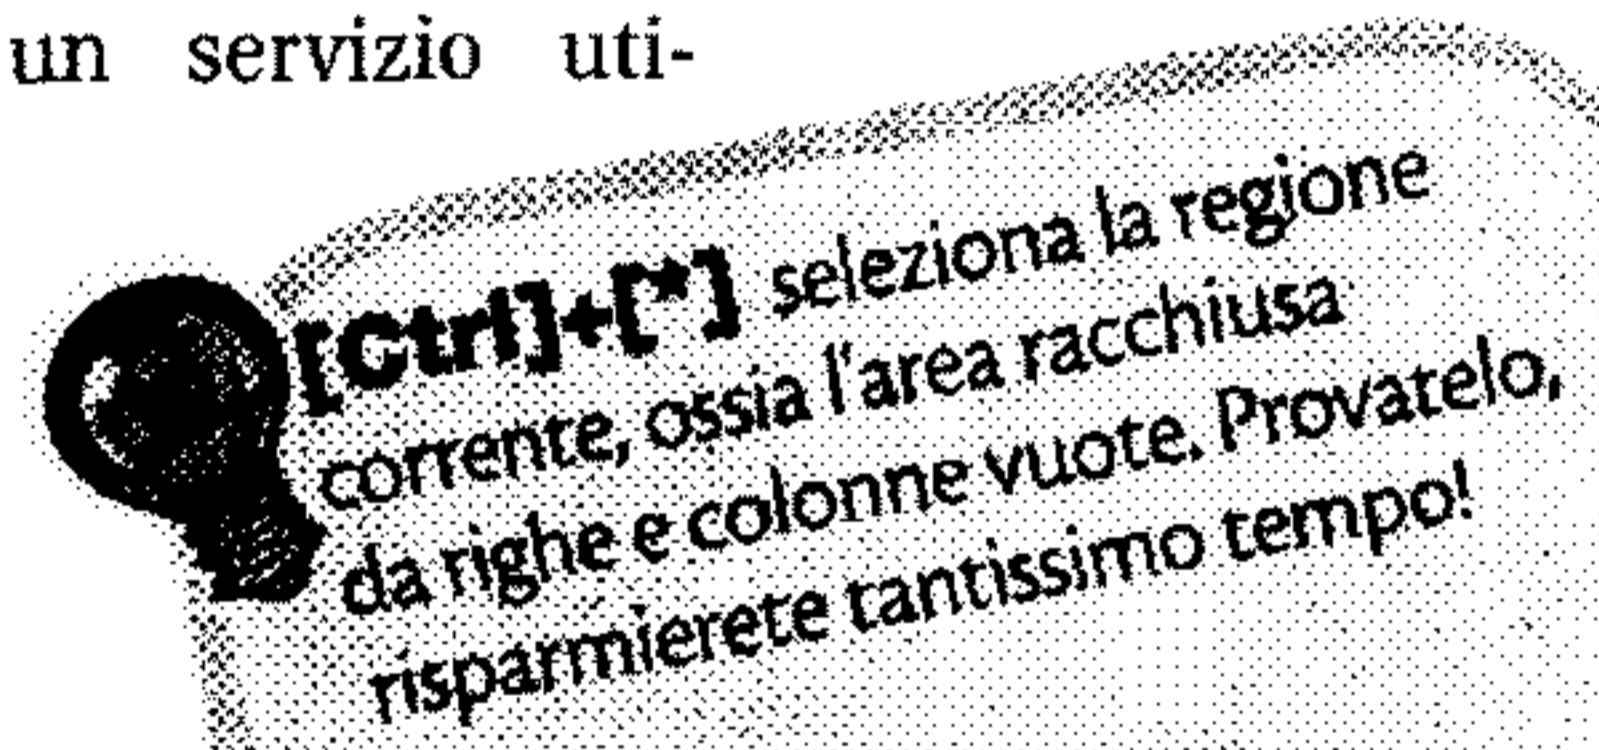 un servizio uti-
[Ctrl]+[*] seleziona la regione
corrente, ossia l'area racchiusa
da righe e colonne vuote. Provatelo,
risparmierete tantissimo tempo!